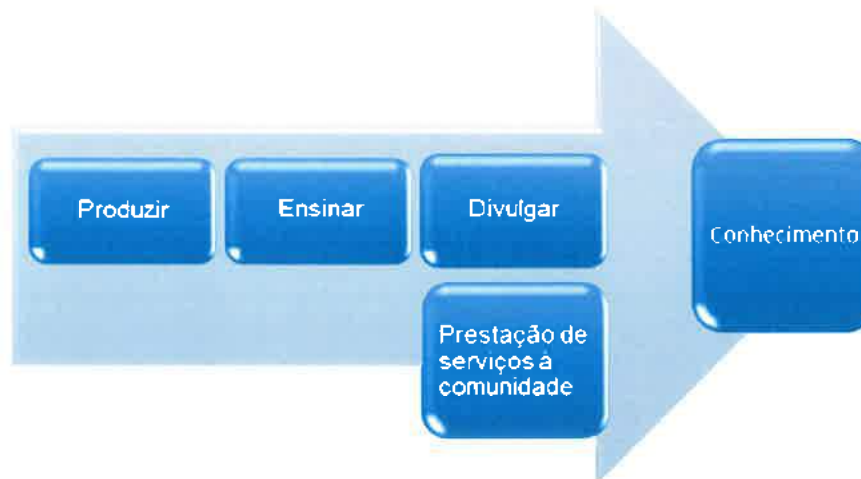 Produzir
Ensinar
Divulgar
Conhecimento
Prestação de
serviços à
comunidade